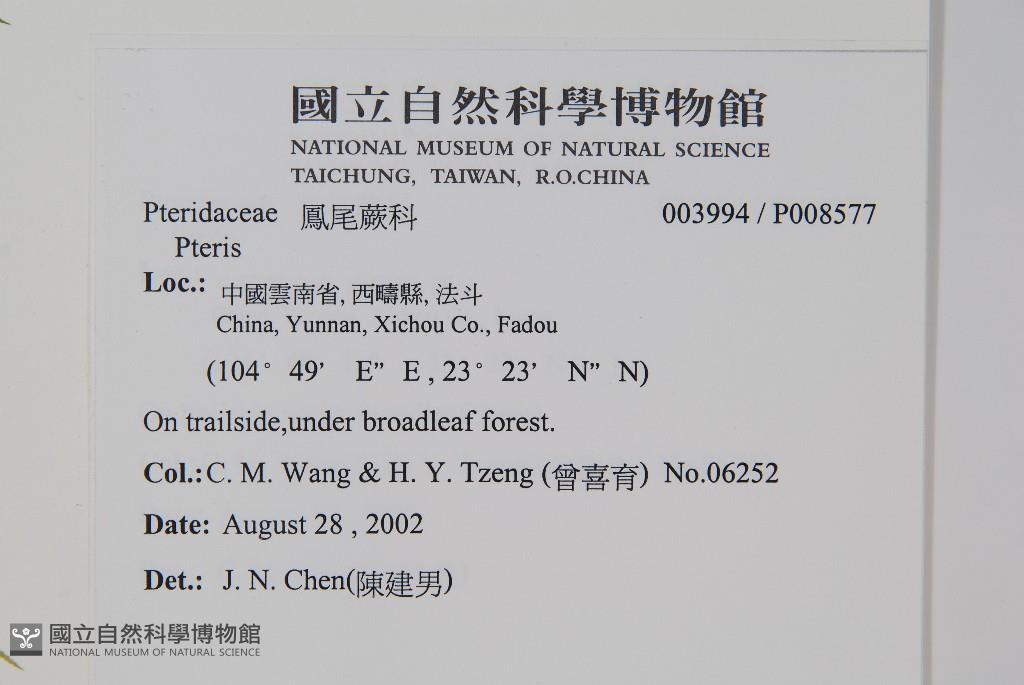 國立自然科學博物館
NATIONAL MUSEUM OF NATURAL SCIENCE
TAICHUNG, TAIWAN, R.O.CHINA
Pteridaceae 鳳尾蕨科 003994 / P008577
Pteris
Loc.: 中國雲南省, 西疇縣, 法斗
China, Yunnan, Xichou Co., Fadou
(104° 49’ E” E , 23° 23’ N” N)
On trailside,under broadleaf forest.
Col.: C. M. Wang & H. Y. Tzeng (曾喜育) No.06252
Date: August 28 , 2002
Det.: J. N. Chen(陳建男)
國立自然科學博物館
NATIONAL MUSEUM OF NATURAL SCIENCE